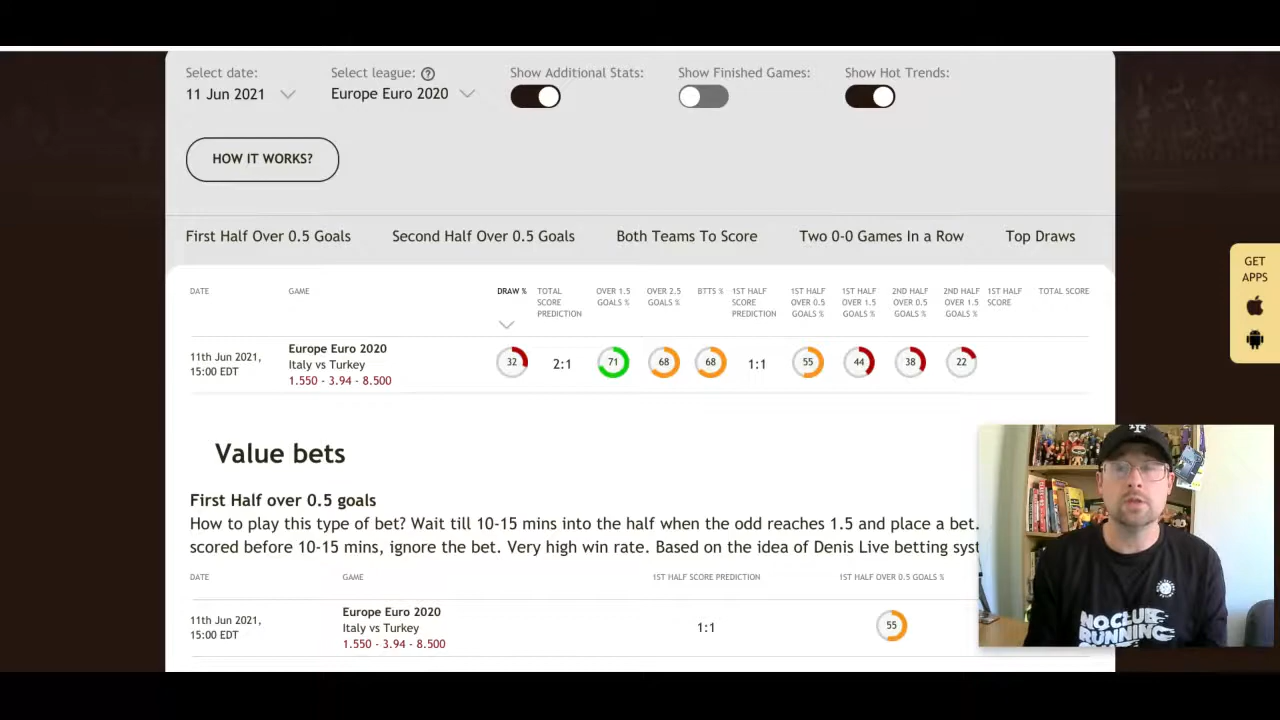 Select date:
Select league: ?
Show Additional Stats:
Show Finished Games:
Show Hot Trends:
11 Jun 2021
Europe Euro 2020
HOW IT WORKS?
First Half Over 0.5 Goals
Second Half Over 0.5 Goals
Both Teams To Score
Two 0-0 Games In a Row
Top Draws
GET
APPS
DATE
GAME
DRAW %
TOTAL
SCORE
PREDICTION
OVER 1.5
GOALS %
OVER 2.5
GOALS %
BTTS %
1ST HALF
SCORE
PREDICTION
1ST HALF
OVER 0.5
GOALS %
1ST HALF
OVER 1.5
GOALS %
2ND HALF
OVER 0.5
GOALS %
2ND HALF
OVER 1.5
GOALS %
1ST HALF
SCORE
TOTAL SCORE
11th Jun 2021,
15:00 EDT
Europe Euro 2020
Italy vs Turkey
1.550 - 3.94 - 8.500
32
2:1
71
68
68
1:1
55
44
38
22
Value bets
First Half over 0.5 goals
How to play this type of bet? Wait till 10-15 mins into the half when the odd reaches 1.5 and place a bet.
scored before 10-15 mins, ignore the bet. Very high win rate. Based on the idea of Denis Live betting syst
DATE
GAME
1ST HALF SCORE PREDICTION
1ST HALF OVER 0.5 GOALS %
11th Jun 2021,
15:00 EDT
Europe Euro 2020
Italy vs Turkey
1.550 - 3.94 - 8.500
1:1
55
NO CLUB
RUNNING